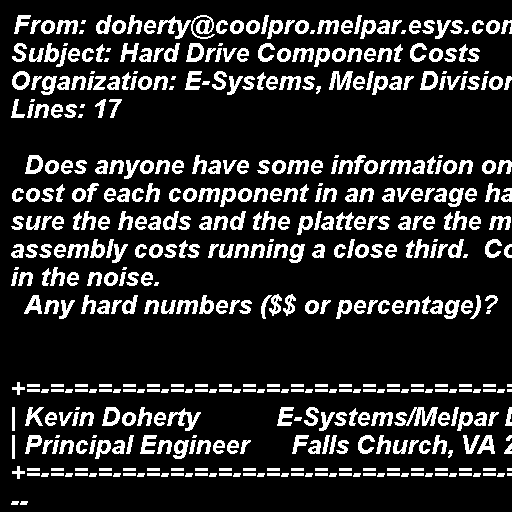 From: doherty@coolpro.melpar.esys.com
Subject: Hard Drive Component Costs
Organization: E-Systems, Melpar Division
Lines: 17

  Does anyone have some information on
cost of each component in an average ha
sure the heads and the platters are the m
assembly costs running a close third.  Co
in the noise.
  Any hard numbers ($$ or percentage)?

+=-=-=-=-=-=-=-=-=-=-=-=-=-=-=-=-=-=-=-=-=
| Kevin Doherty           E-Systems/Melpar D
| Principal Engineer      Falls Church, VA 2
+=-=-=-=-=-=-=-=-=-=-=-=-=-=-=-=-=-=-=-=-=
--